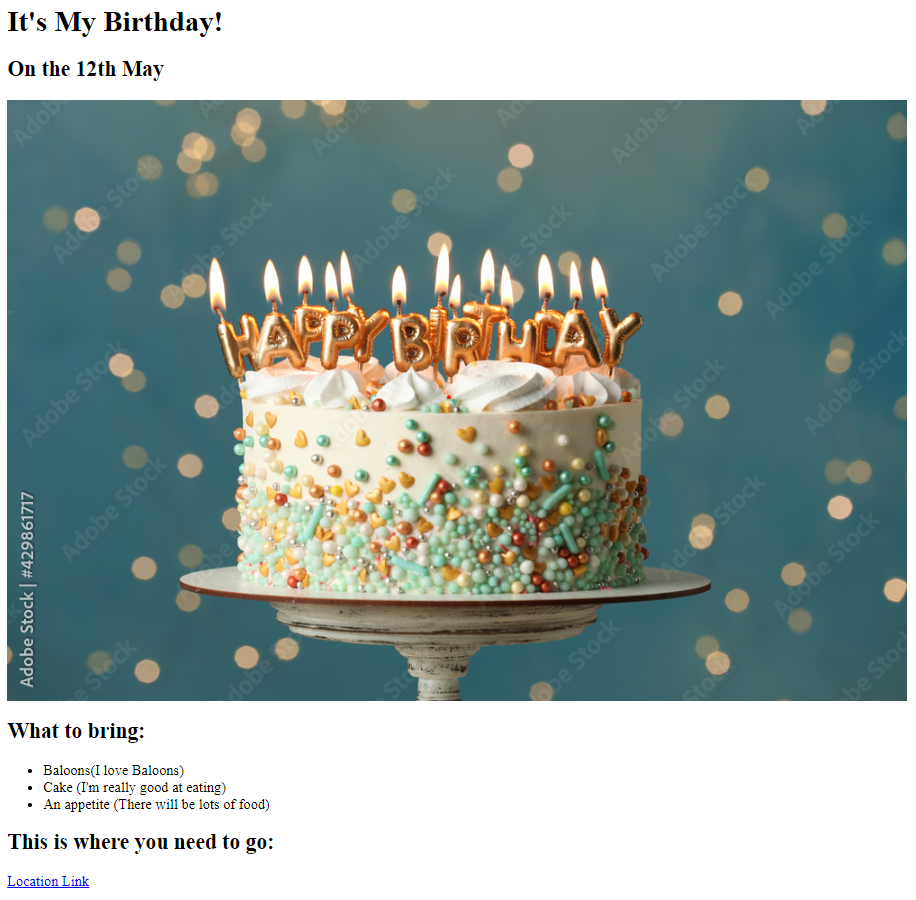 It's My Birthday!
On the 12th May
Adobe Stock
HAPPY BIRTHDAY
Adobe Stock | #429861717
What to bring:
Baloons(I love Baloons)
Cake (I'm really good at eating)
An appetite (There will be lots of food)
This is where you need to go:
Location Link